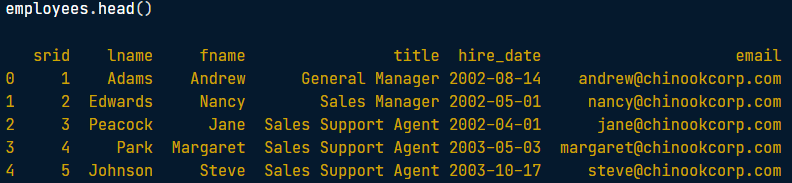 employees.head()
srid lname fname title hire_date email
0 1 Adams Andrew General Manager 2002-08-14 andrew@chinookcorp.com
1 2 Edwards Nancy Sales Manager 2002-05-01 nancy@chinookcorp.com
2 3 Peacock Jane Sales Support Agent 2002-04-01 jane@chinookcorp.com
3 4 Park Margaret Sales Support Agent 2003-05-03 margaret@chinookcorp.com
4 5 Johnson Steve Sales Support Agent 2003-10-17 steve@chinookcorp.com